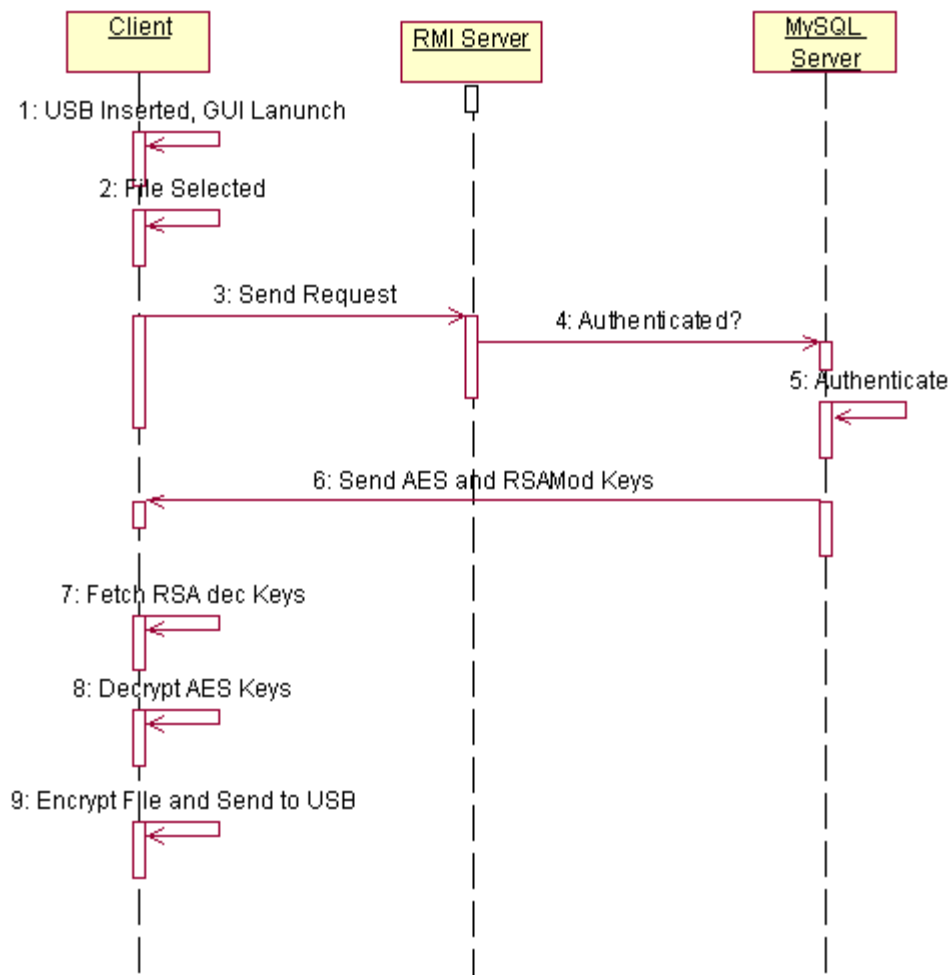 Client
RMI Server
MySQL
Server
1: USB Inserted, GUI Lanunch
2: File Selected
3: Send Request
4: Authenticated?
5: Authenticate
6: Send AES and RSAMod Keys
7: Fetch RSA dec Keys
8: Decrypt AES Keys
9: Encrypt File and Send to USB